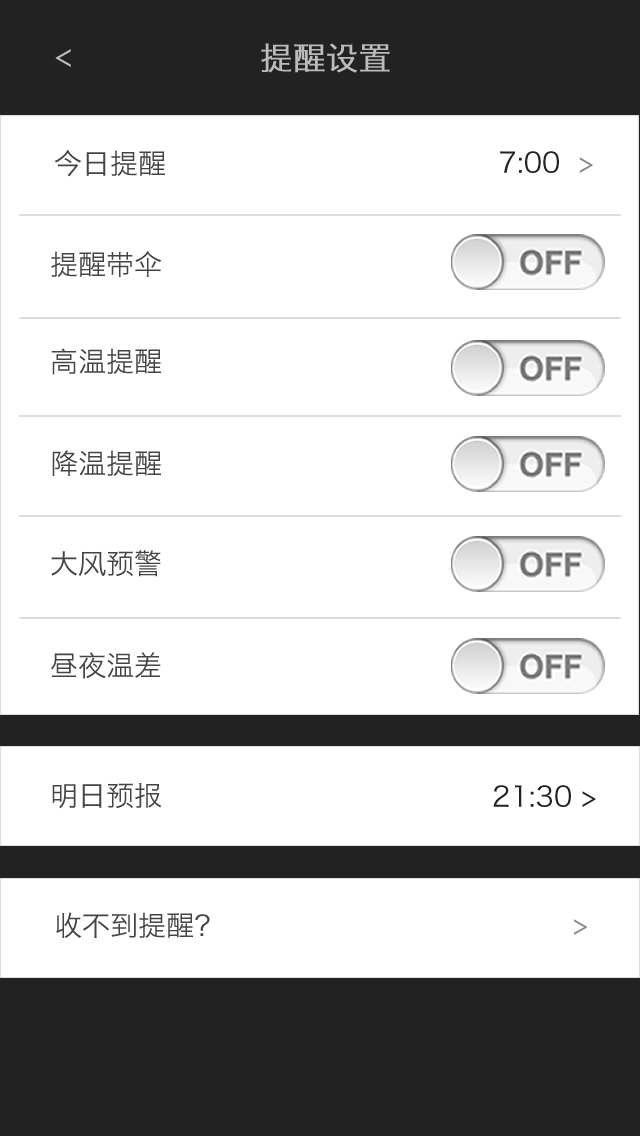 < 提醒设置
今日提醒 7:00 >
提醒带伞 OFF
高温提醒 OFF
降温提醒 OFF
大风预警 OFF
昼夜温差 OFF
明日预报 21:30 >
收不到提醒? >